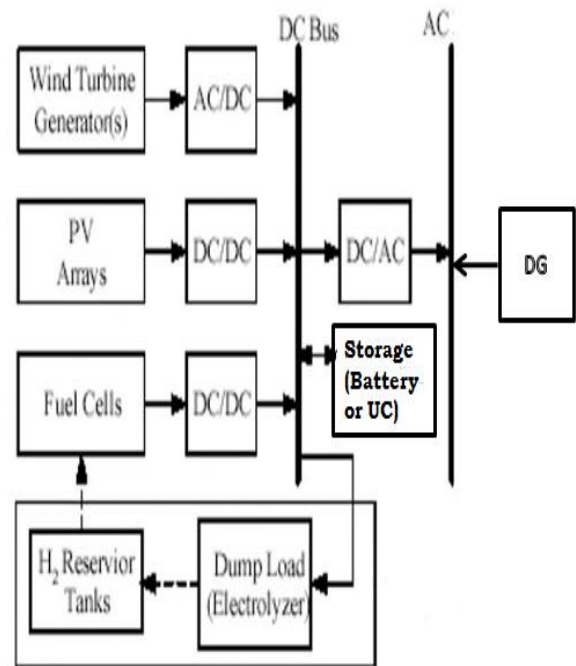 DC Bus
AC
Wind Turbine
Generator(s)
AC/DC
PV
Arrays
DC/DC
DC/AC
DG
Storage
(Battery
or UC)
Fuel Cells
DC/DC
H₂ Reservior
Tanks
Dump Load
(Electrolyzer)